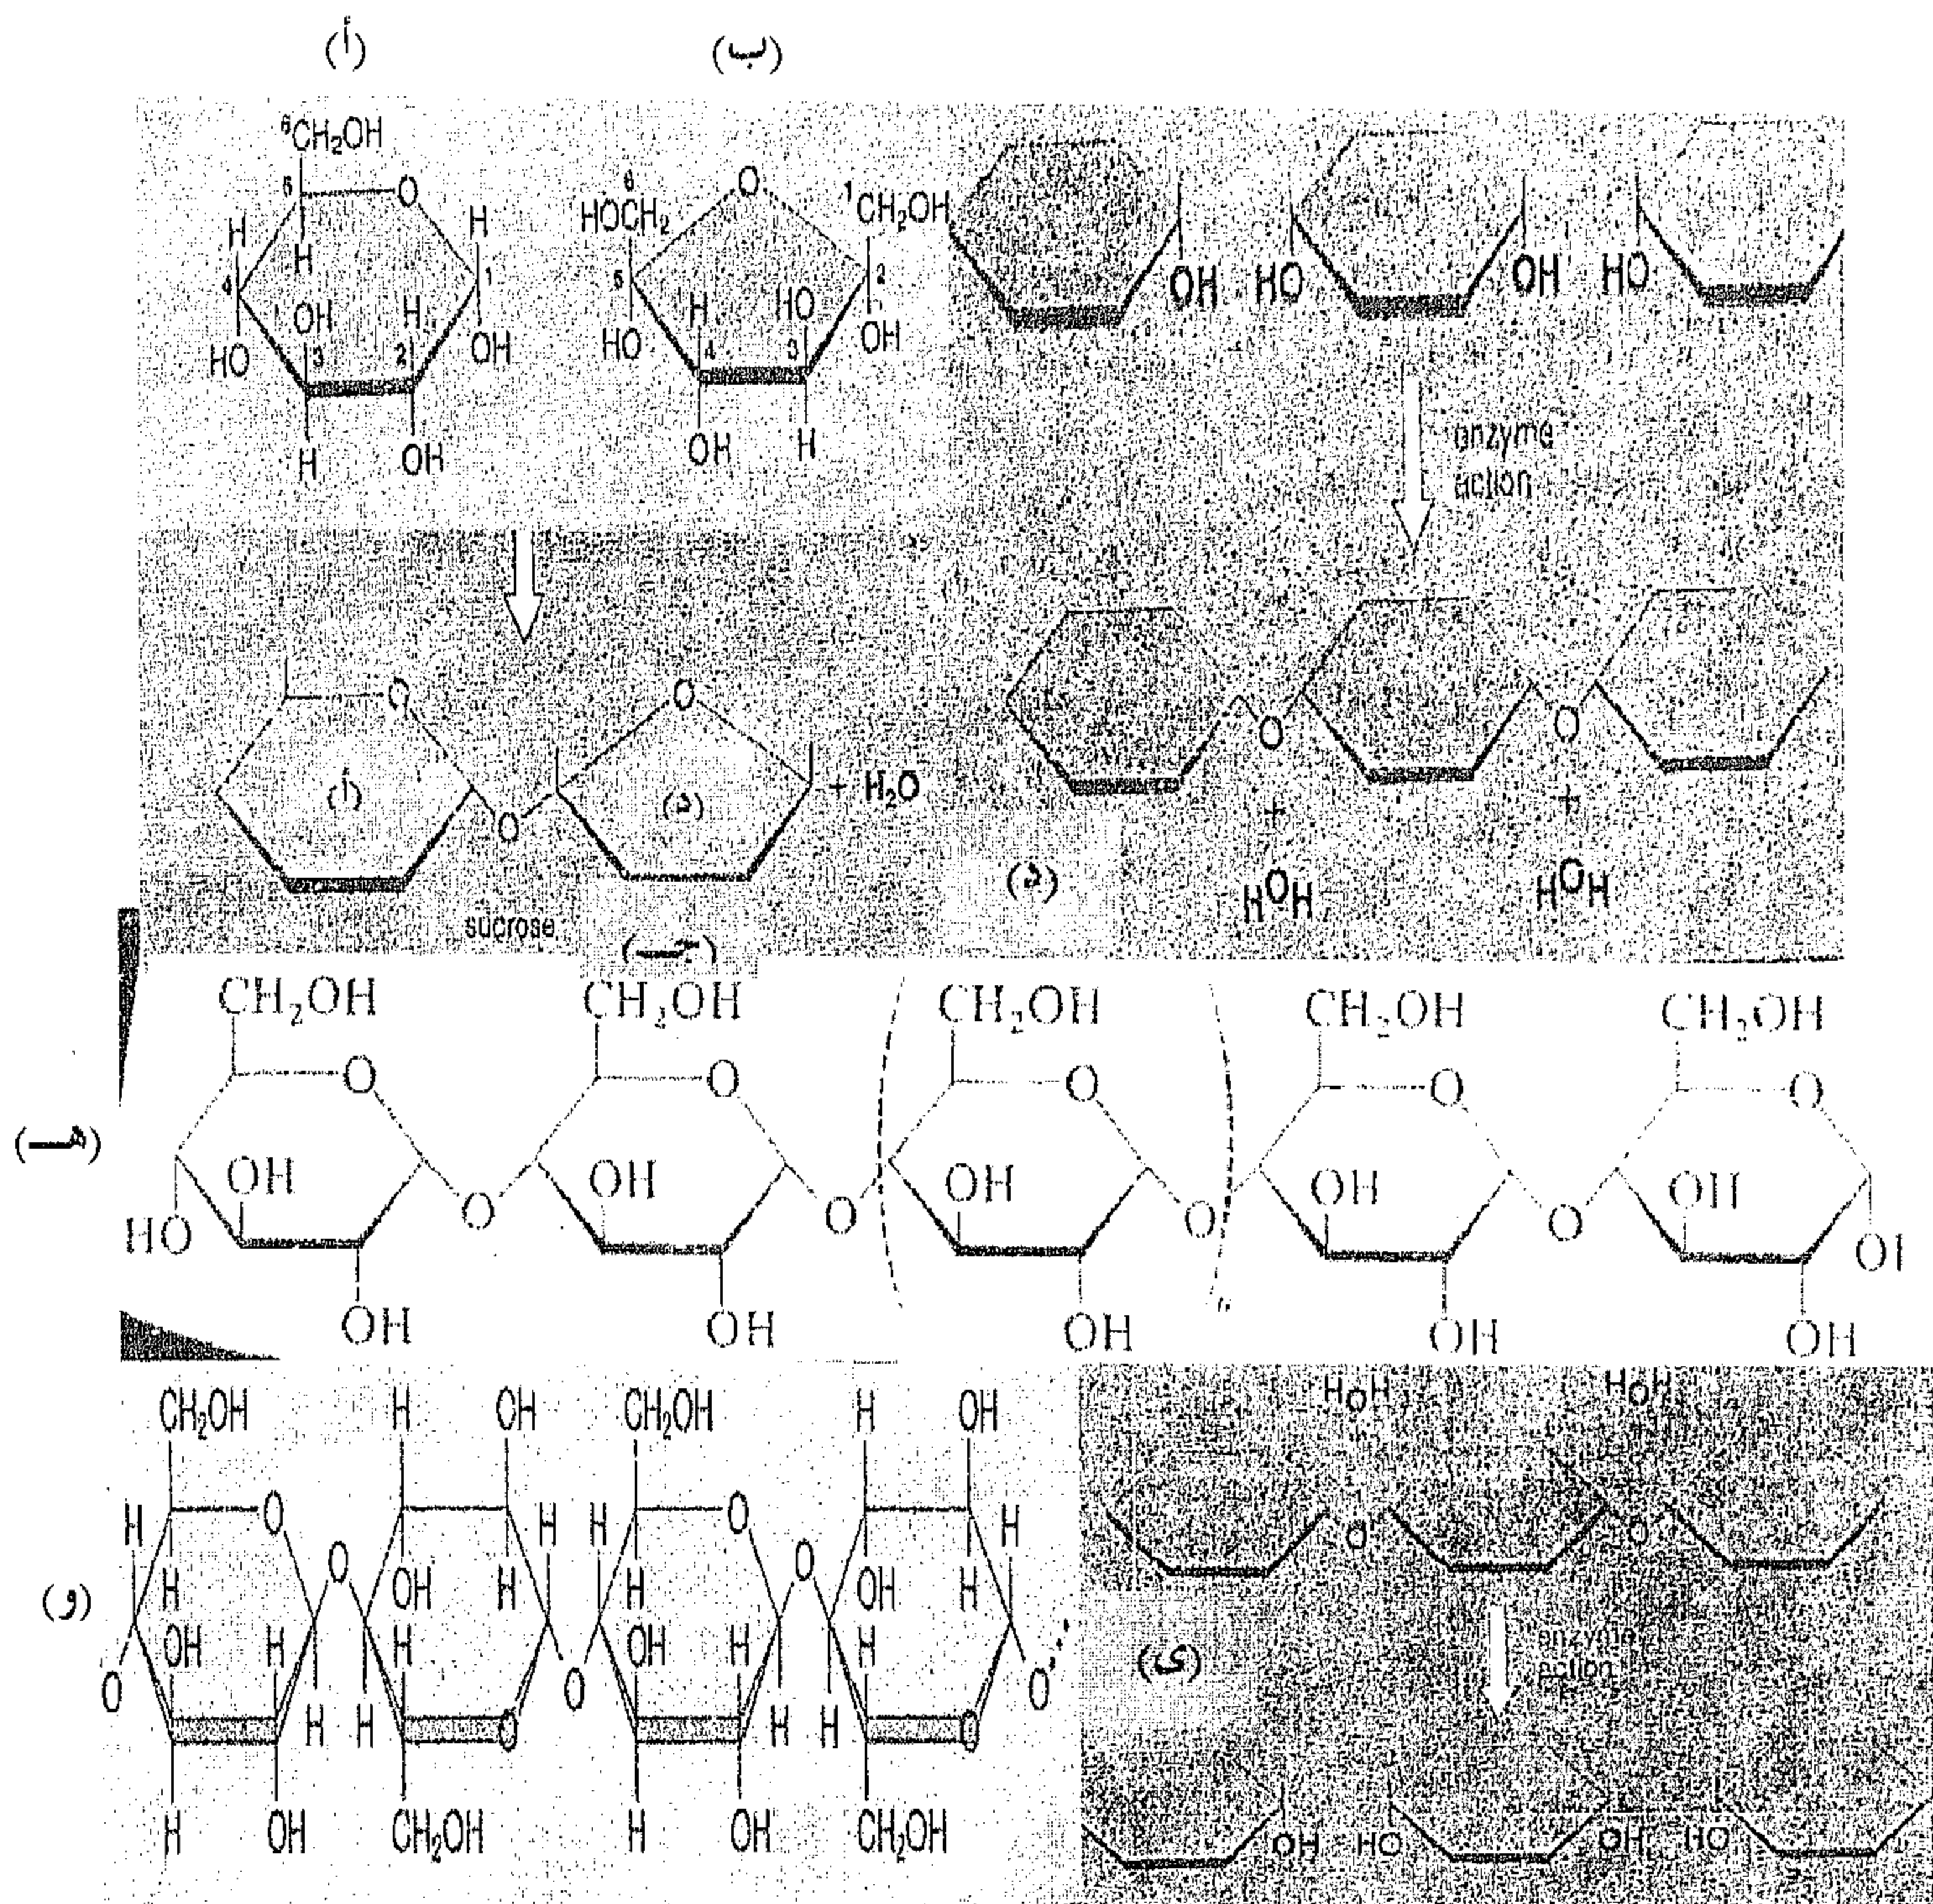 (أ)
(ب)
6CH2OH
5
O
H
H
H
4
1
OH
H
HO
3
2
OH
H
OH
6
HOCH2
O
1CH2OH
5
2
H
HO
HO
4
3
OH
OH
H
OH HO OH HO
enzyme
action
O
O
(أ)
O
(د)
+ H2O
sucrose
(جـ)
O
O
+
+
(د)
HOH
HOH
(هـ)
CH2OH CH2OH CH2OH CH2OH CH2OH
O O O O O
OH OH OH OH OH
HO O O O O
OH OH OH OH OH
n
(و)
CH2OH H OH CH2OH H OH
O O
H H H H
O O
H OH H H OH H
OH H H OH H H
O O O
H H H H
O O
H OH CH2OH H OH CH2OH
HOH HOH
O O
(ى)
enzyme
action
OH HO OH HO